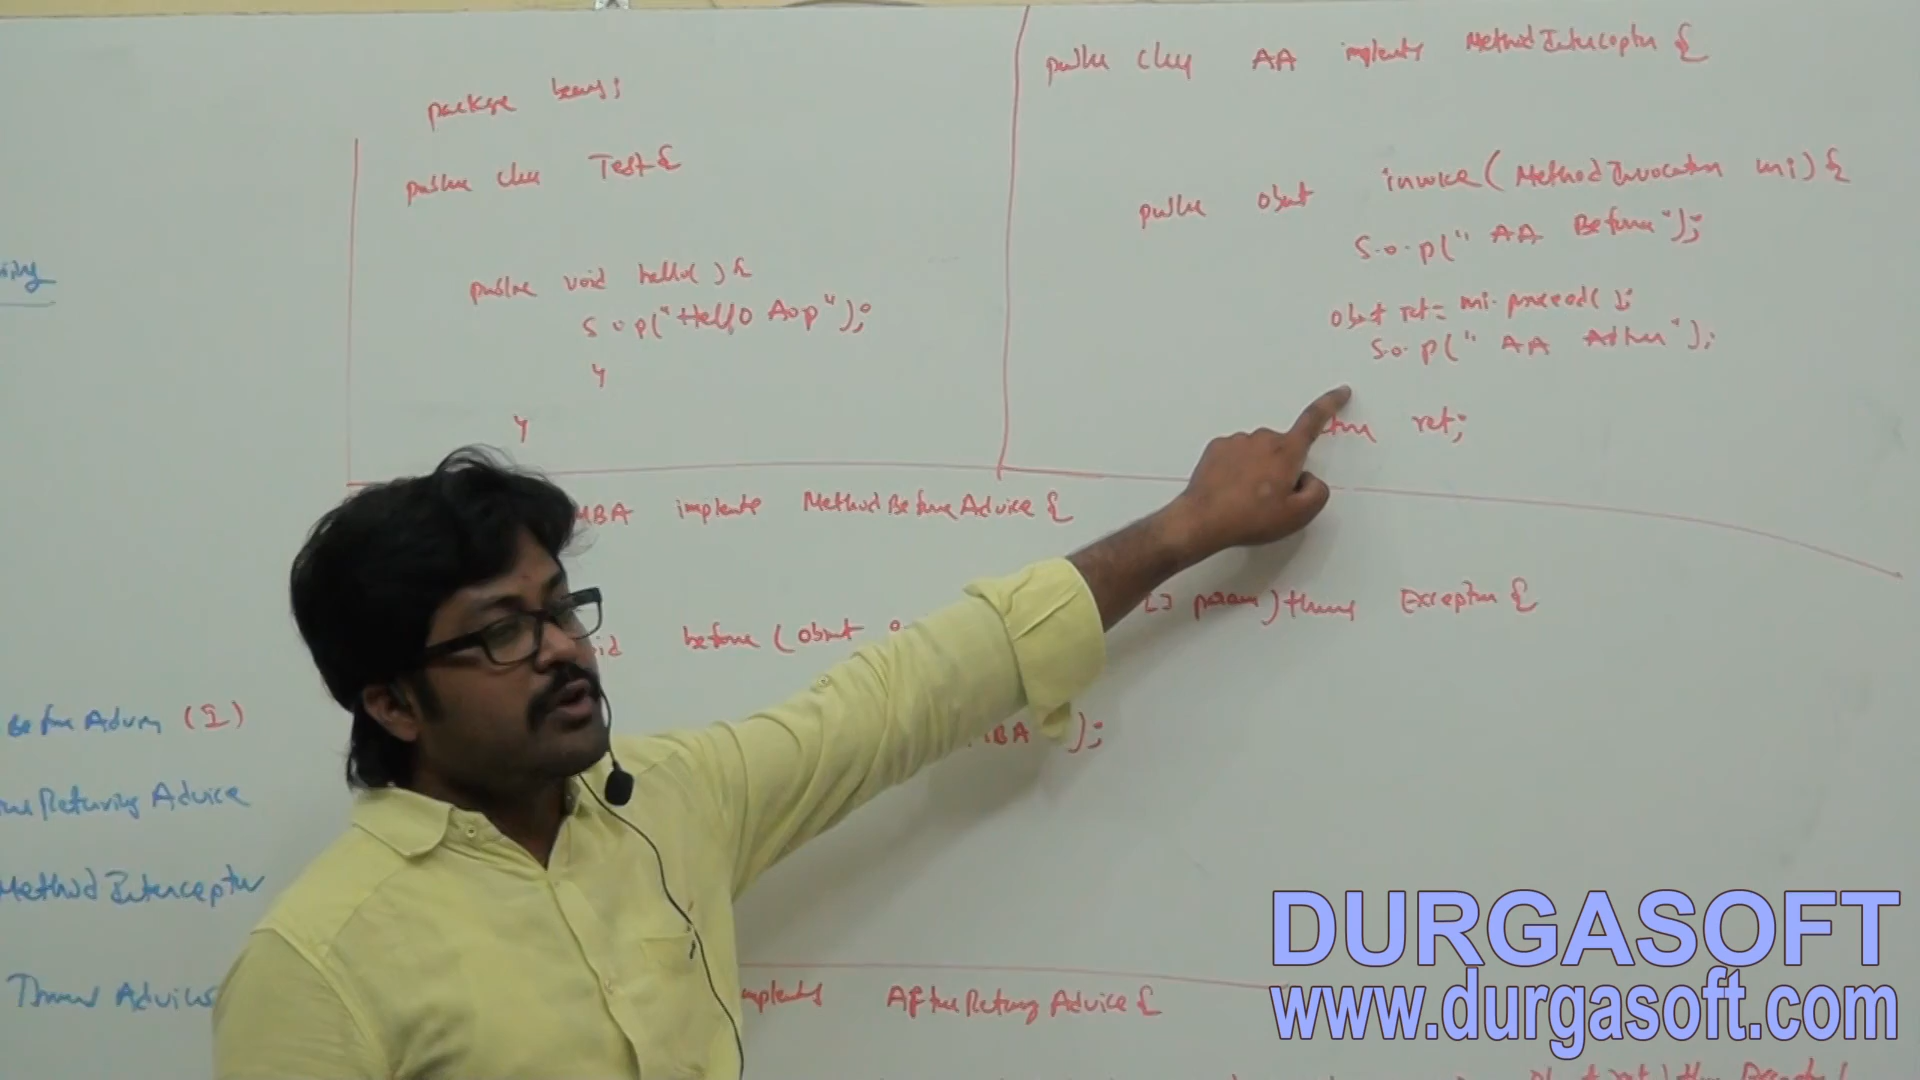 package beans;
public class Test {
public void hello() {
S.o.p("Hello Aop");
}
}
public class AA implements MethodInterceptor {
public Object invoke(MethodInvocation mi) {
S.o.p(" AA Before");
Object ret = mi.proceed();
S.o.p(" AA After");
ret;
MBA implements MethodBeforeAdvice {
before(Object
[] param) throws Exception {
MBA ");
implements AfterReturningAdvice {
Before Advice (I)
Returning Advice
Method Interceptor
Throws Advice
DURGASOFT
www.durgasoft.com